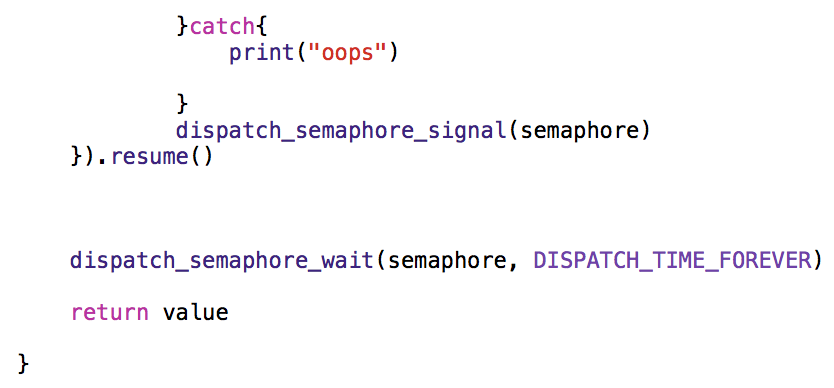 }catch{
print("oops")
}
dispatch_semaphore_signal(semaphore)
}).resume()
dispatch_semaphore_wait(semaphore, DISPATCH_TIME_FOREVER)
return value
}